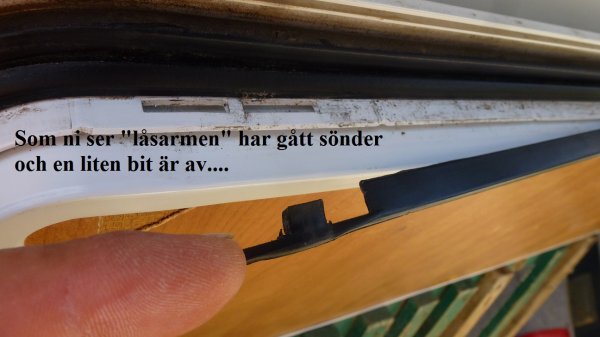 Som ni ser "låsarmen" har gått sönder
och en liten bit är av....